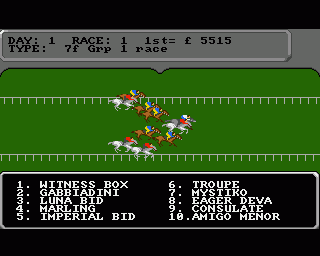 DAY: 1 RACE: 1 1st= £ 5515
TYPE: 7f Grp 1 race
1. WITNESS BOX
2. GABBIADINI
3. LUNA BID
4. MARLING
5. IMPERIAL BID
6. TROUPE
7. MYSTIKO
8. EAGER DEVA
9. CONSULATE
10.AMIGO MENOR